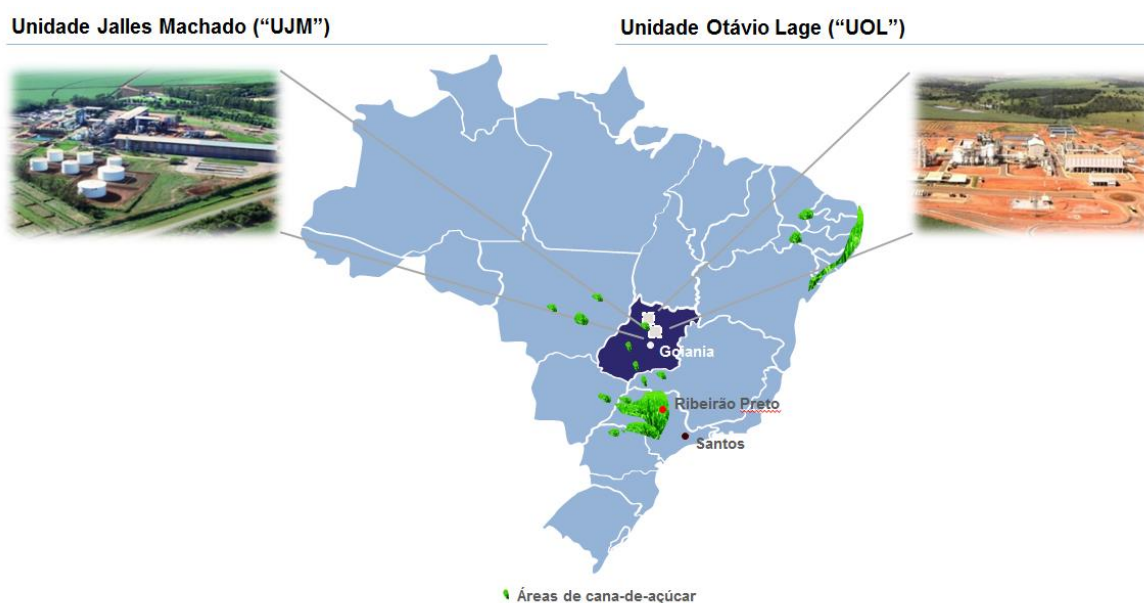 Unidade Jalles Machado (“UJM”)
Unidade Otávio Lage (“UOL”)
Goiania
Ribeirão Preto
Santos
Áreas de cana-de-açúcar